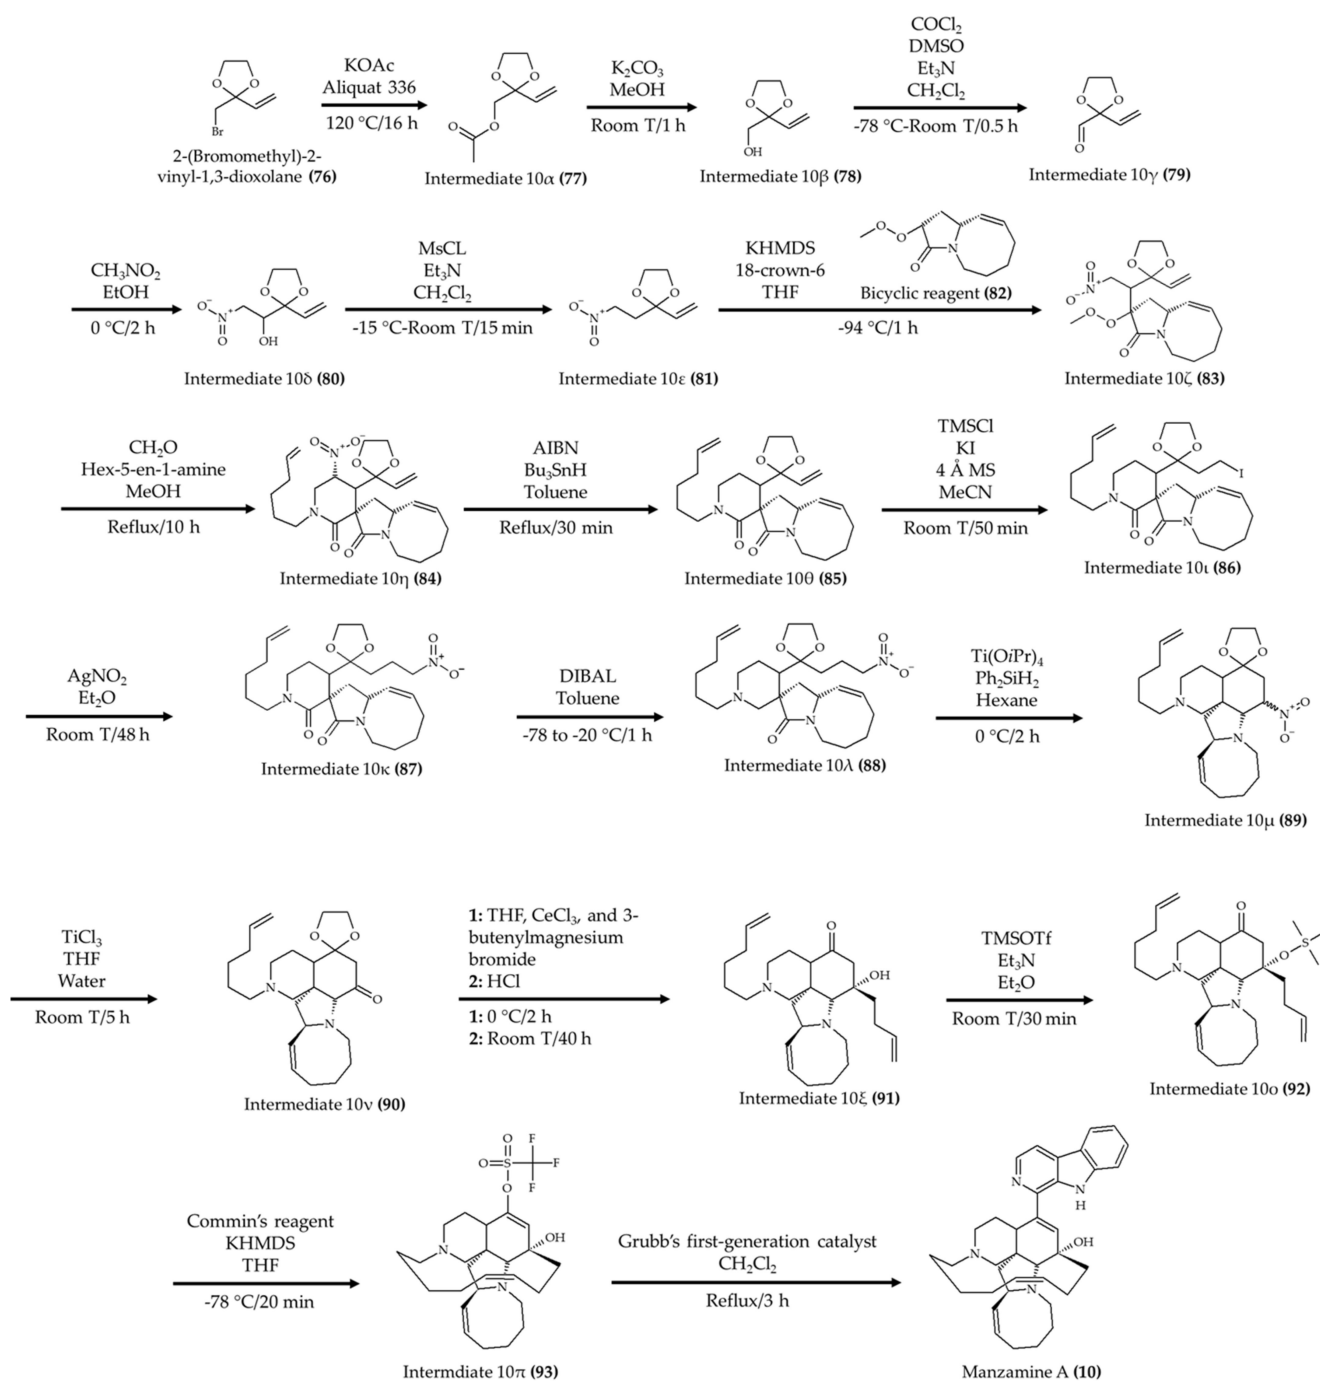 KOAc
Aliquat 336
120 °C/16 h
K2CO3
MeOH
Room T/1 h
COCl2
DMSO
Et3N
CH2Cl2
-78 °C-Room T/0.5 h
O O
Br
2-(Bromomethyl)-2-
vinyl-1,3-dioxolane (76)
O O
O
O
Intermediate 10α (77)
O O
OH
Intermediate 10β (78)
O O
O
Intermediate 10γ (79)
CH3NO2
EtOH
0 °C/2 h
O O
O−
N+
O
OH
Intermediate 10δ (80)
MsCL
Et3N
CH2Cl2
-15 °C-Room T/15 min
O O
O−
N+
O
Intermediate 10ε (81)
KHMDS
18-crown-6
THF
-94 °C/1 h
O
O
N
O
Bicyclic reagent (82)
O
N+
O−
O O
O
O
N
O
Intermediate 10ζ (83)
CH2O
Hex-5-en-1-amine
MeOH
Reflux/10 h
O N+ O−
O O
N
O
O
N
Intermediate 10η (84)
AIBN
Bu3SnH
Toluene
Reflux/30 min
O O
N
O
O
N
Intermediate 10θ (85)
TMSCl
KI
4 Å MS
MeCN
Room T/50 min
O O
I
N
O
O
N
Intermediate 10ι (86)
AgNO2
Et2O
Room T/48 h
O O
O
N+
O−
N
O
O
N
Intermediate 10κ (87)
DIBAL
Toluene
-78 to -20 °C/1 h
O O
O
N+
O−
N
O
N
Intermediate 10λ (88)
Ti(OiPr)4
Ph2SiH2
Hexane
0 °C/2 h
O O
N
N+ O
O−
N
Intermediate 10μ (89)
TiCl3
THF
Water
Room T/5 h
O O
N
O
N
Intermediate 10ν (90)
1: THF, CeCl3, and 3-
butenylmagnesium
bromide
2: HCl
1: 0 °C/2 h
2: Room T/40 h
O
OH
N
N
Intermediate 10ξ (91)
TMSOTf
Et3N
Et2O
Room T/30 min
O
O
S
N
N
Intermediate 10ο (92)
Commin's reagent
KHMDS
THF
-78 °C/20 min
O F
O S F
O F
OH
N
N
Intermdiate 10π (93)
Grubb's first-generation catalyst
CH2Cl2
Reflux/3 h
N
N
H
OH
N
N
Manzamine A (10)